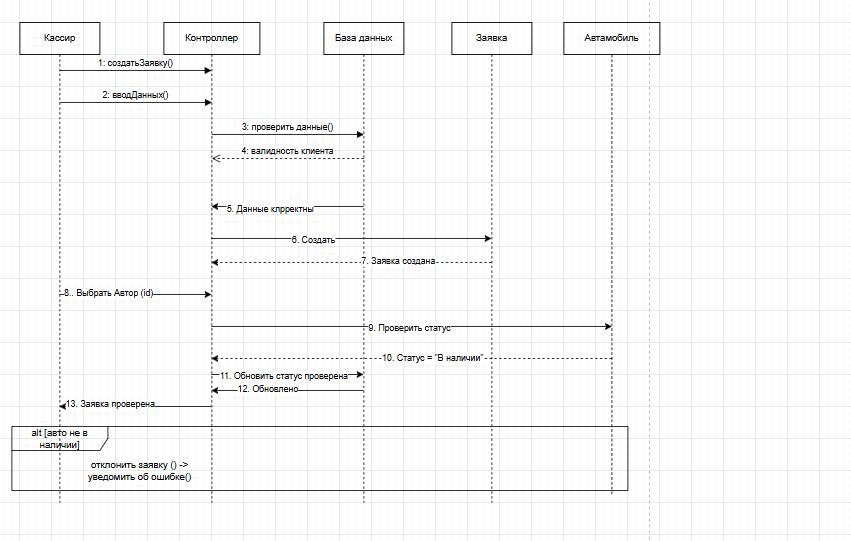 Кассир
Контроллер
База данных
Заявка
Автамобиль
1: создатьЗаявку()
2: вводДанных()
3: проверить данные()
4: валидность клиента
5. Данные клрректны
6. Создать
7. Заявка создана
8.. Выбрать Автор (id)
9. Проверить статус
10. Статус = "В наличии"
11. Обновить статус проверена
12. Обновлено
13. Заявка проверена
alt [авто не в
наличии]
отклонить заявку () ->
уведомить об ошибке()